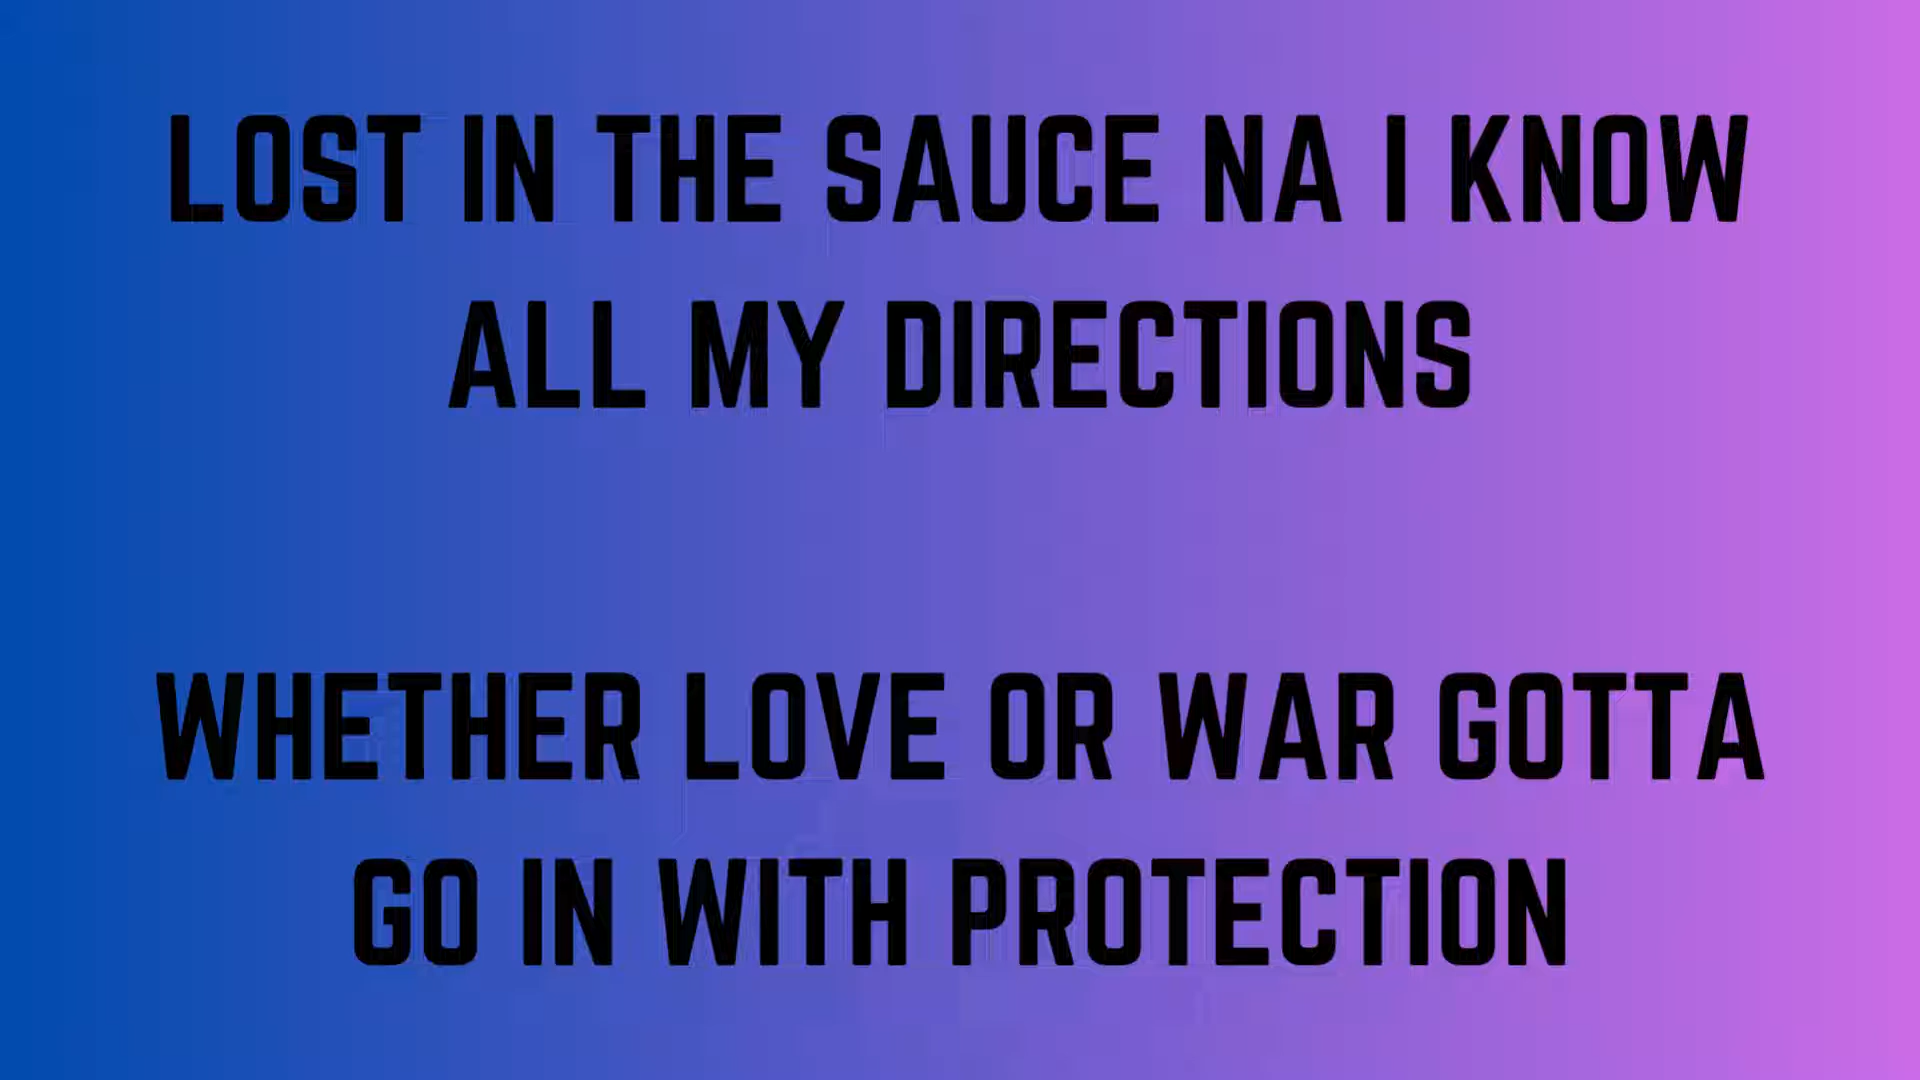 LOST IN THE SAUCE NA I KNOW
ALL MY DIRECTIONS
WHETHER LOVE OR WAR GOTTA
GO IN WITH PROTECTION